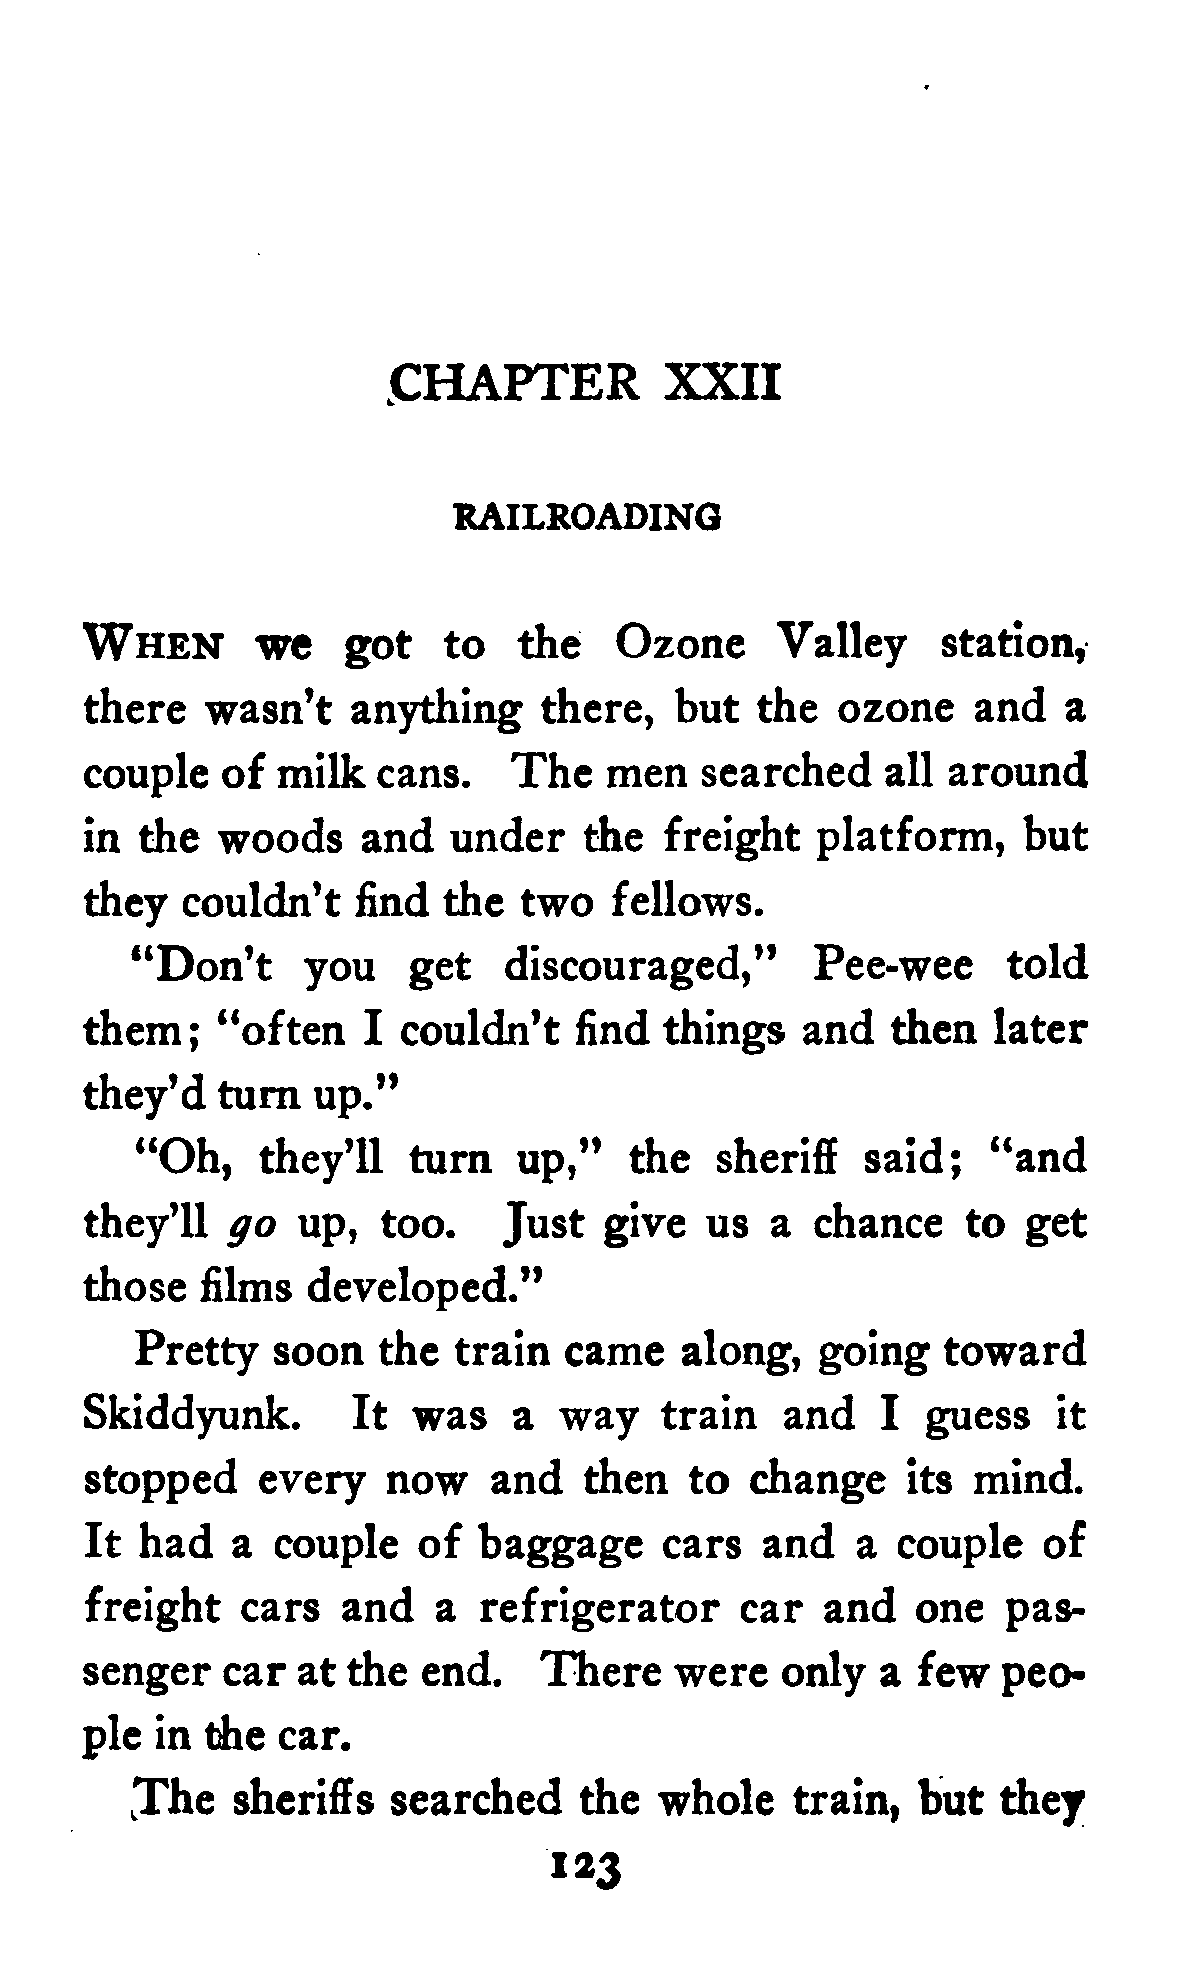 CHAPTER XXII
RAILROADING
WHEN we got to the Ozone Valley station,
there wasn't anything there, but the ozone and a
couple of milk cans. The men searched all around
in the woods and under the freight platform, but
they couldn't find the two fellows.
"Don't you get discouraged," Pee-wee told
them; "often I couldn't find things and then later
they'd turn up."
"Oh, they'll turn up," the sheriff said; "and
they'll go up, too. Just give us a chance to get
those films developed."
Pretty soon the train came along, going toward
Skiddyunk. It was a way train and I guess it
stopped every now and then to change its mind.
It had a couple of baggage cars and a couple of
freight cars and a refrigerator car and one pas-
senger car at the end. There were only a few peo-
ple in the car.
The sheriffs searched the whole train, but they
123